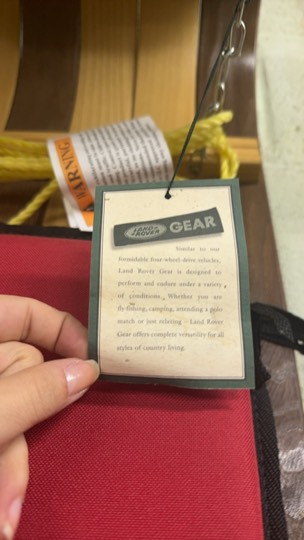 WARNING
LAND ROVER GEAR
Similar to our
formidable four-wheel drive vehicles,
Land Rover Gear is designed to
perform and endure under a variety
of conditions. Whether you are
fly fishing, camping, attending a polo
match or just relaxing - Land Rover
Gear offers complete versatility for all
styles of country living.